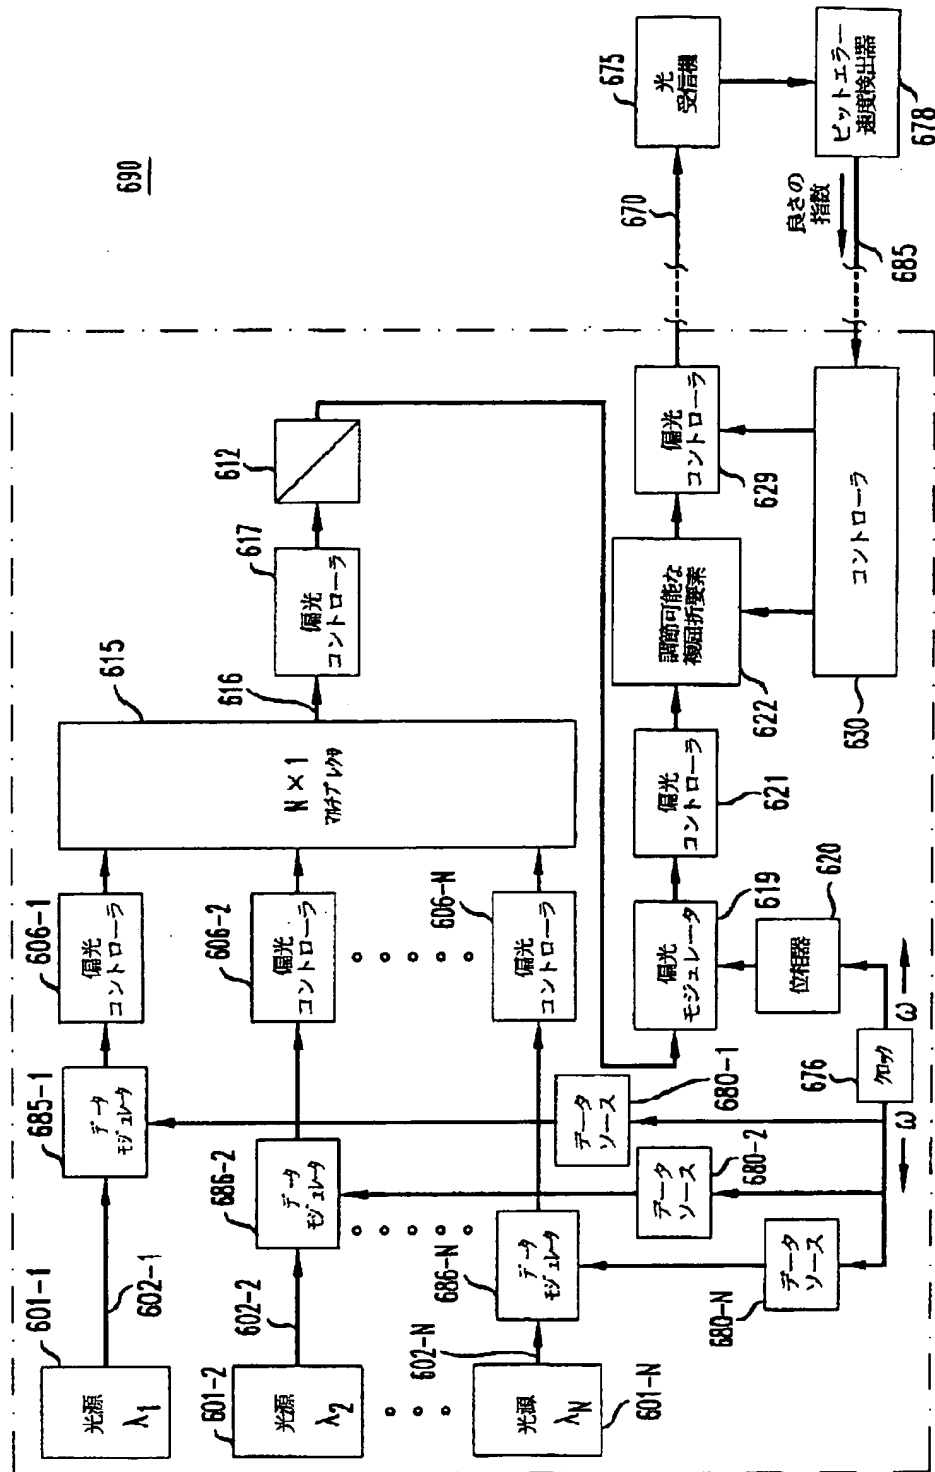 690
601-1
光源
λ1
602-1
685-1
データ
モジュレータ
606-1
偏光
コントローラ
615
N×1
マルチプレクサ
616
617
偏光
コントローラ
612
601-2
光源
λ2
602-2
686-2
データ
モジュレータ
606-2
偏光
コントローラ
601-N
光源
λN
602-N
686-N
データ
モジュレータ
606-N
偏光
コントローラ
680-1
データ
ソース
680-2
データ
ソース
680-N
データ
ソース
676
クロック
ω
ω
620
位相器
619
偏光
モジュレータ
621
偏光
コントローラ
622
調節可能な
複屈折要素
629
偏光
コントローラ
630
コントローラ
670
675
光
受信機
678
ビットエラー
速度検出器
良さの
指数
685